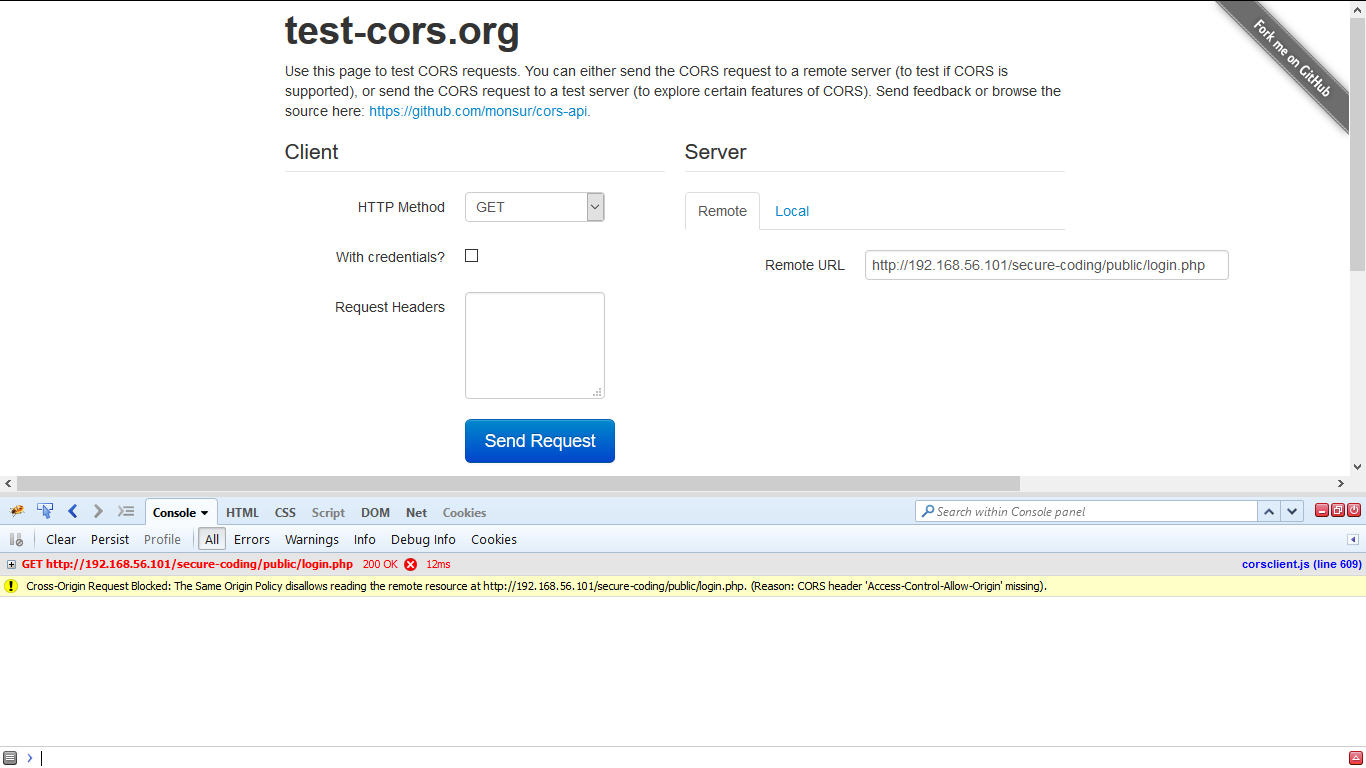 test-cors.org
Fork me on GitHub
Use this page to test CORS requests. You can either send the CORS request to a remote server (to test if CORS is
supported), or send the CORS request to a test server (to explore certain features of CORS). Send feedback or browse the
source here: https://github.com/monsur/cors-api.
Client
Server
HTTP Method
GET
Remote
Local
With credentials?
Remote URL
http://192.168.56.101/secure-coding/public/login.php
Request Headers
Send Request
Console
HTML
CSS
Script
DOM
Net
Cookies
Search within Console panel
Clear
Persist
Profile
All
Errors
Warnings
Info
Debug Info
Cookies
GET http://192.168.56.101/secure-coding/public/login.php 200 OK 12ms
corsclient.js (line 609)
Cross-Origin Request Blocked: The Same Origin Policy disallows reading the remote resource at http://192.168.56.101/secure-coding/public/login.php. (Reason: CORS header 'Access-Control-Allow-Origin' missing).